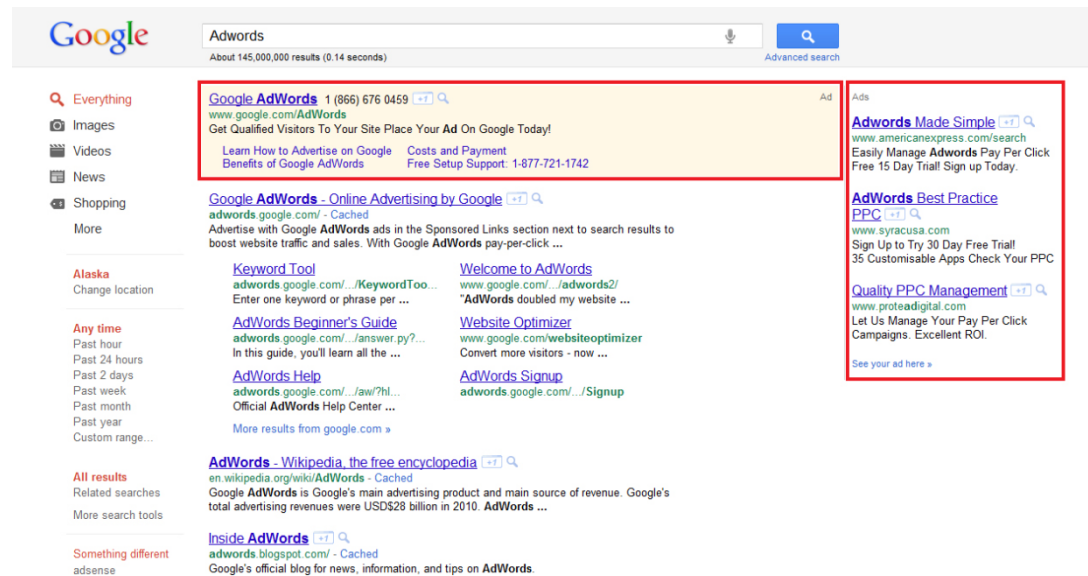 Google
Adwords
About 145,000,000 results (0.14 seconds)
Advanced search
Everything
Images
Videos
News
Shopping
More
Alaska
Change location
Any time
Past hour
Past 24 hours
Past 2 days
Past week
Past month
Past year
Custom range...
All results
Related searches
More search tools
Something different
adsense
Google AdWords 1 (866) 676 0459 +1
Ad
www.google.com/AdWords
Get Qualified Visitors To Your Site Place Your Ad On Google Today!
Learn How to Advertise on Google Costs and Payment
Benefits of Google AdWords Free Setup Support: 1-877-721-1742
Google AdWords - Online Advertising by Google +1
adwords.google.com/ - Cached
Advertise with Google AdWords ads in the Sponsored Links section next to search results to
boost website traffic and sales. With Google AdWords pay-per-click ...
Keyword Tool
adwords.google.com/.../KeywordToo...
Enter one keyword or phrase per ...
Welcome to AdWords
www.google.com/.../adwords2/
"AdWords doubled my website ...
AdWords Beginner's Guide
adwords.google.com/.../answer.py?...
In this guide, you'll learn all the ...
Website Optimizer
www.google.com/websiteoptimizer
Convert more visitors - now ...
AdWords Help
adwords.google.com/.../aw/?hl...
Official AdWords Help Center ...
AdWords Signup
adwords.google.com/.../Signup
More results from google.com »
AdWords - Wikipedia, the free encyclopedia +1
en.wikipedia.org/wiki/AdWords - Cached
Google AdWords is Google's main advertising product and main source of revenue. Google's
total advertising revenues were USD$28 billion in 2010. AdWords ...
Inside AdWords +1
adwords.blogspot.com/ - Cached
Google's official blog for news, information, and tips on AdWords.
Ads
Adwords Made Simple +1
www.americanexpress.com/search
Easily Manage Adwords Pay Per Click
Free 15 Day Trial! Sign up Today.
AdWords Best Practice
PPC +1
www.syracusa.com
Sign Up to Try 30 Day Free Trial!
35 Customisable Apps Check Your PPC
Quality PPC Management +1
www.proteadigital.com
Let Us Manage Your Pay Per Click
Campaigns. Excellent ROI.
See your ad here »